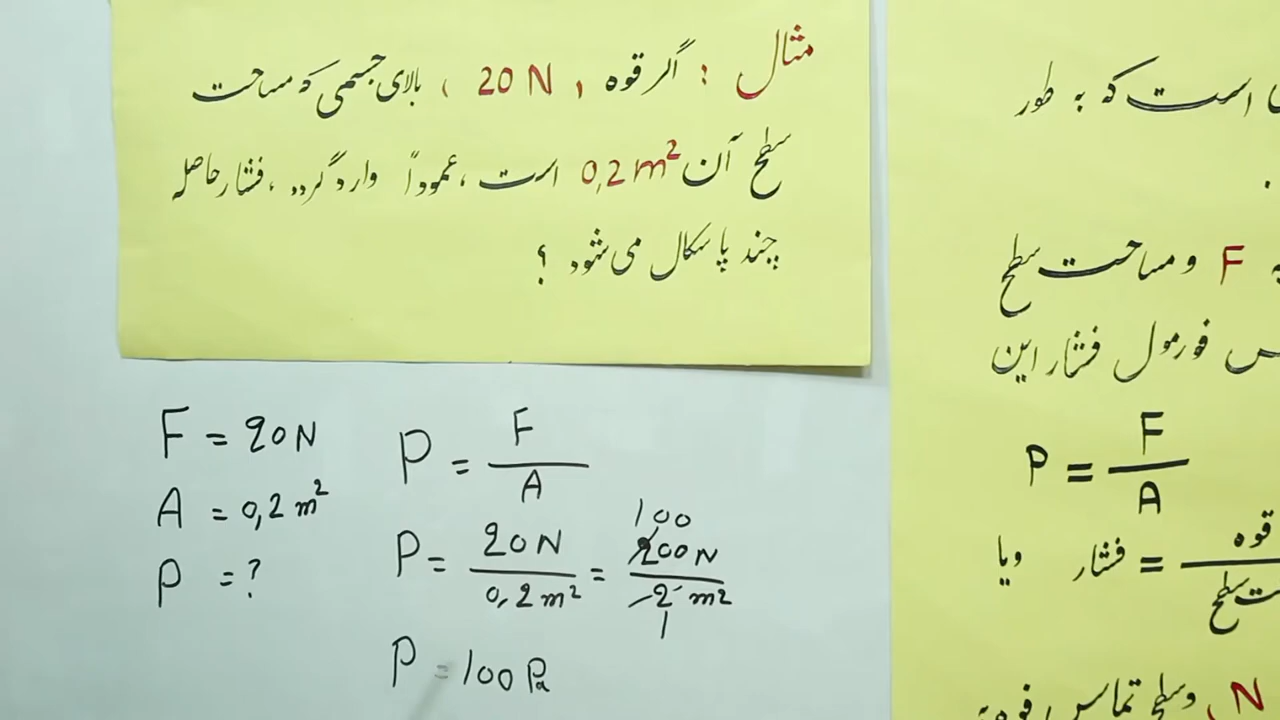 مثال : اگر قوه ، 20 N ، بالای جسمی که مساحت
سطح آن 0,2 m² است ، عموداً وارد گردد ، فشار حاصله
چند پاسکال می‌شود ؟
F = 20 N
A = 0,2 m²
P = ?
P = F / A
P = 20 N / 0,2 m² = 200 N / 2 m²
100
1
P = 100 Pa
است که به طور
F و مساحت سطح
فورمول فشار این
P = F / A
ویا فشار = قوه
سطح
N ، وسطح تماس